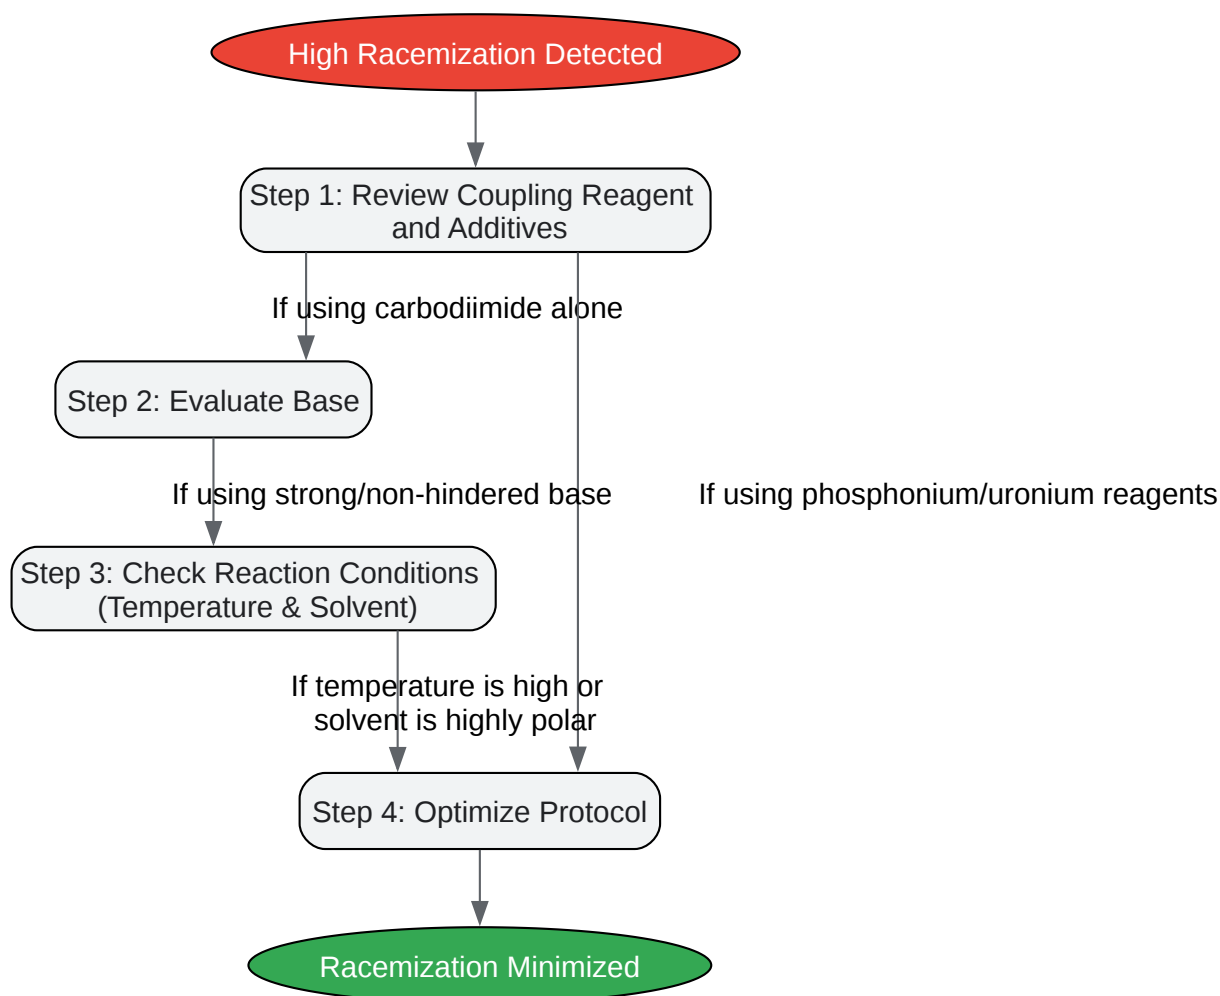 High Racemization Detected
Step 1: Review Coupling Reagent
and Additives
If using carbodiimide alone
Step 2: Evaluate Base
If using strong/non-hindered base
If using phosphonium/uronium reagents
Step 3: Check Reaction Conditions
(Temperature & Solvent)
If temperature is high or
solvent is highly polar
Step 4: Optimize Protocol
Racemization Minimized